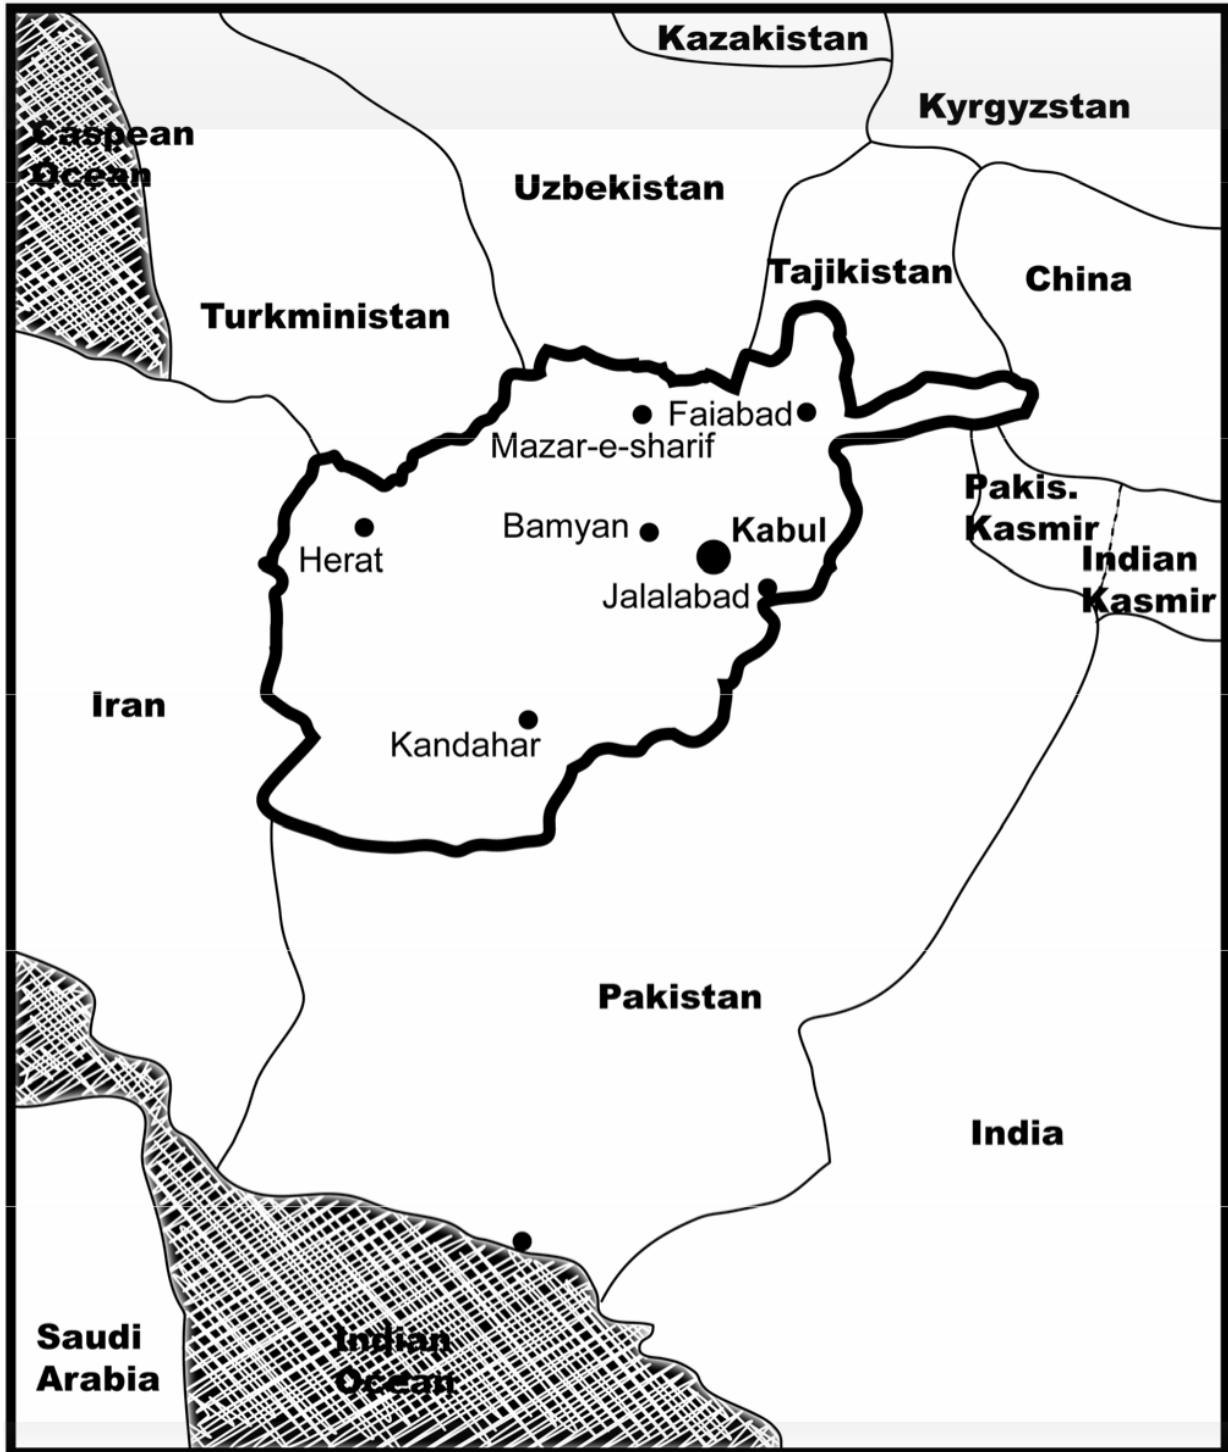 Kazakistan
Kyrgyzstan
Caspean
Ocean
Uzbekistan
Tajikistan
China
Turkministan
Faiabad
Mazar-e-sharif
Pakis.
Kasmir
Bamyan
Kabul
Herat
Indian
Kasmir
Jalalabad
Iran
Kandahar
Pakistan
India
Saudi
Arabia
Indian
Ocean